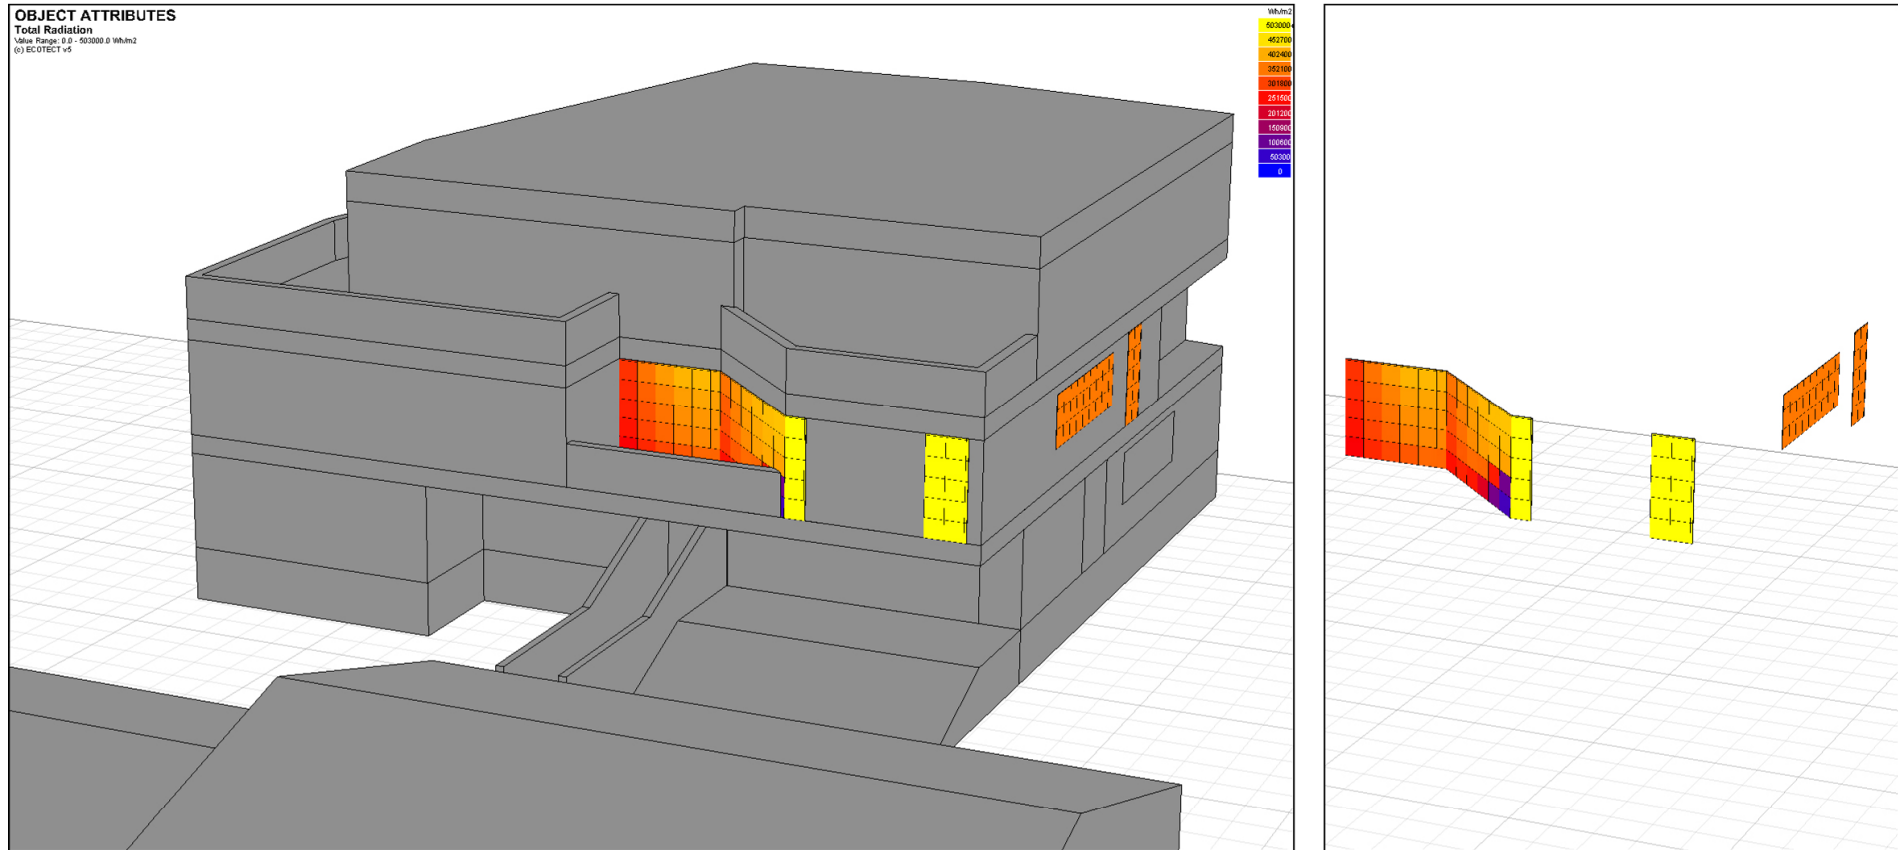 OBJECT ATTRIBUTES
Total Radiation
Value Range: 0.0 - 503000.0 Wh/m2
(c) ECOTECT v5
Wh/m2
503000+
452700
402400
352100
301800
251500
201200
150900
100600
50300
0